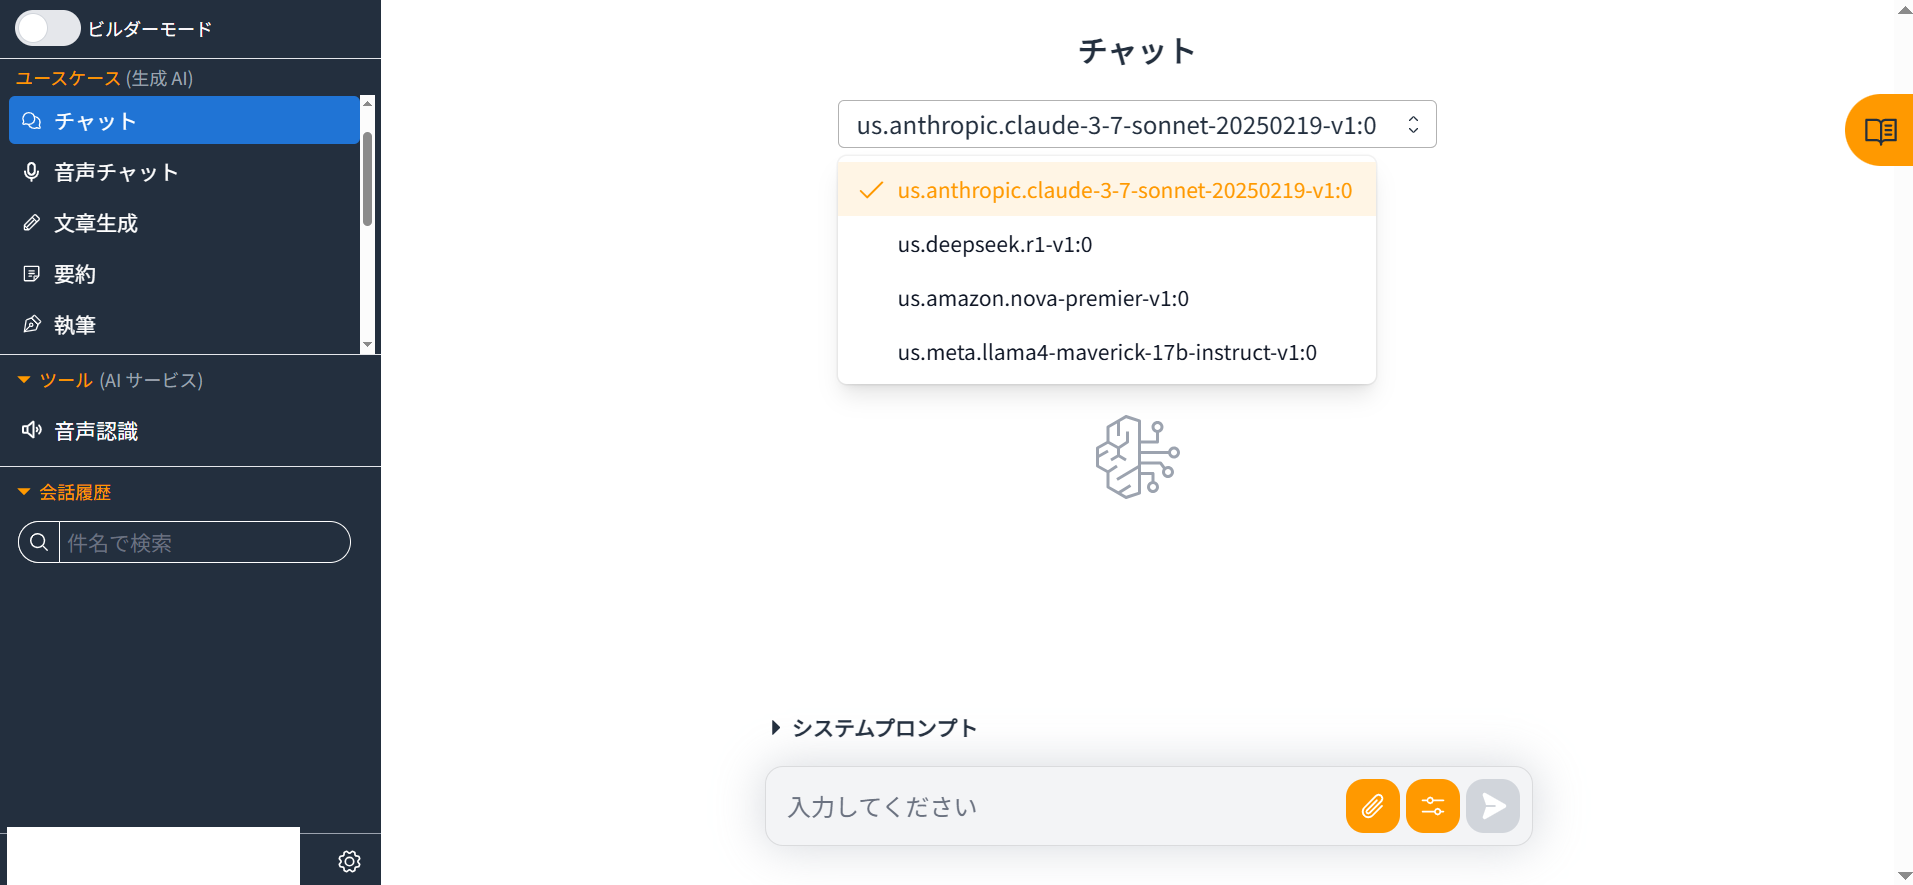 ビルダーモード
ユースケース (生成 AI)
チャット
音声チャット
文章生成
要約
執筆
ツール (AI サービス)
音声認識
会話履歴
件名で検索
チャット
us.anthropic.claude-3-7-sonnet-20250219-v1:0
us.anthropic.claude-3-7-sonnet-20250219-v1:0
us.deepseek.r1-v1:0
us.amazon.nova-premier-v1:0
us.meta.llama4-maverick-17b-instruct-v1:0
システムプロンプト
入力してください